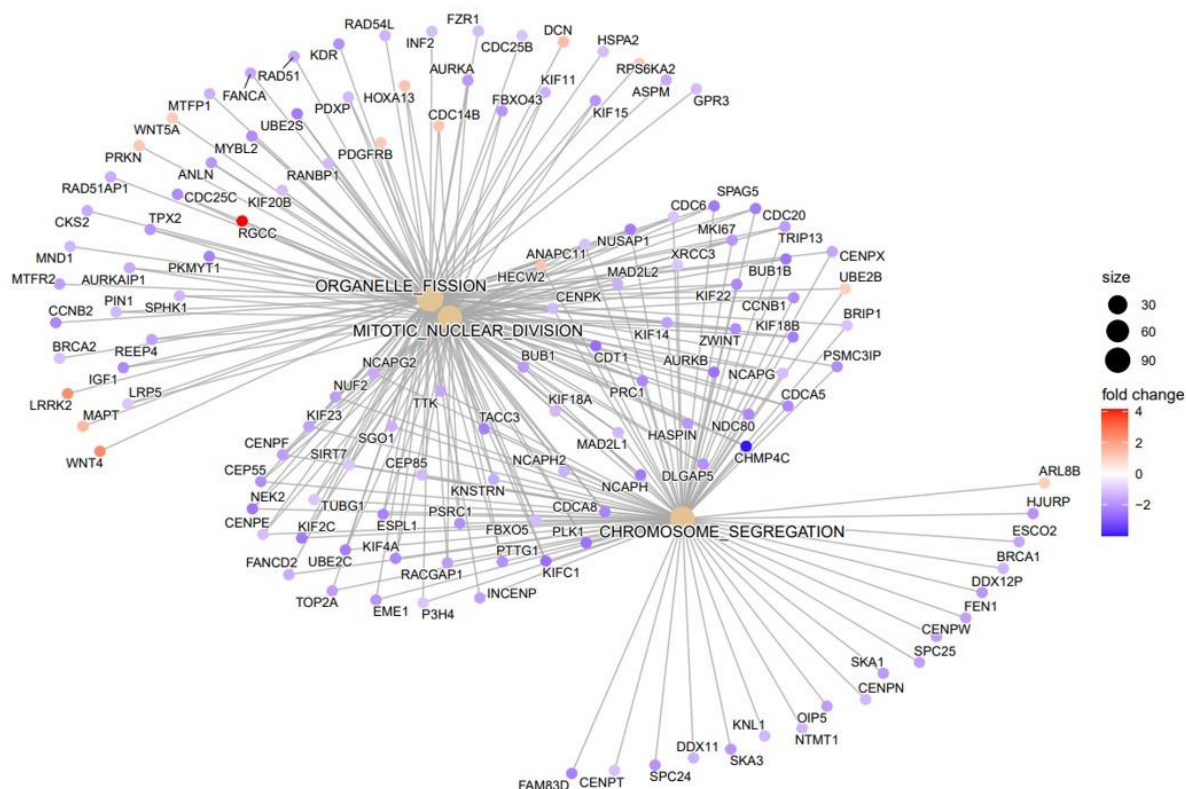 RAD54L
FZR1
DCN
INF2
CDC25B
HSPA2
KDR
AURKA
RPS6KA2
RAD51
KIF11
ASPM
FANCA
HOXA13
FBXO43
GPR3
MTFP1
PDXP
KIF15
WNT5A
UBE2S
CDC14B
PRKN
MYBL2
PDGFRB
ANLN
RANBP1
RAD51AP1
CDC25C
KIF20B
SPAG5
CKS2
TPX2
RGCC
CDC6
CDC20
MND1
PKMYT1
ANAPC11
NUSAP1
MKI67
TRIP13
MTFR2
AURKAIP1
HECW2
MAD2L2
XRCC3
BUB1B
CENPX
UBE2B
CCNB2
PIN1
SPHK1
ORGANELLE_FISSION
CENPK
KIF22
CCNB1
BRIP1
BRCA2
REEP4
MITOTIC_NUCLEAR_DIVISION
KIF14
ZWINT
KIF18B
IGF1
NCAPG2
BUB1
CDT1
AURKB
PSMC3IP
LRRK2
LRP5
NUF2
TTK
PRC1
NCAPG
MAPT
KIF23
TACC3
KIF18A
CDCA5
WNT4
CENPF
SGO1
MAD2L1
HASPIN
NDC80
CEP55
SIRT7
CEP85
NCAPH2
CHMP4C
NEK2
TUBG1
KNSTRN
NCAPH
DLGAP5
ARL8B
CENPE
KIF2C
ESPL1
PSRC1
CDCA8
HJURP
FBXO5
PLK1
CHROMOSOME_SEGREGATION
ESCO2
FANCD2
UBE2C
KIF4A
PTTG1
BRCA1
TOP2A
RACGAP1
KIFC1
DDX12P
EME1
P3H4
INCENP
FEN1
CENPW
SPC25
SKA1
CENPN
OIP5
KNL1
NTMT1
DDX11
SKA3
FAM83D
CENPT
SPC24
size
30
60
90
fold change
4
2
0
−2